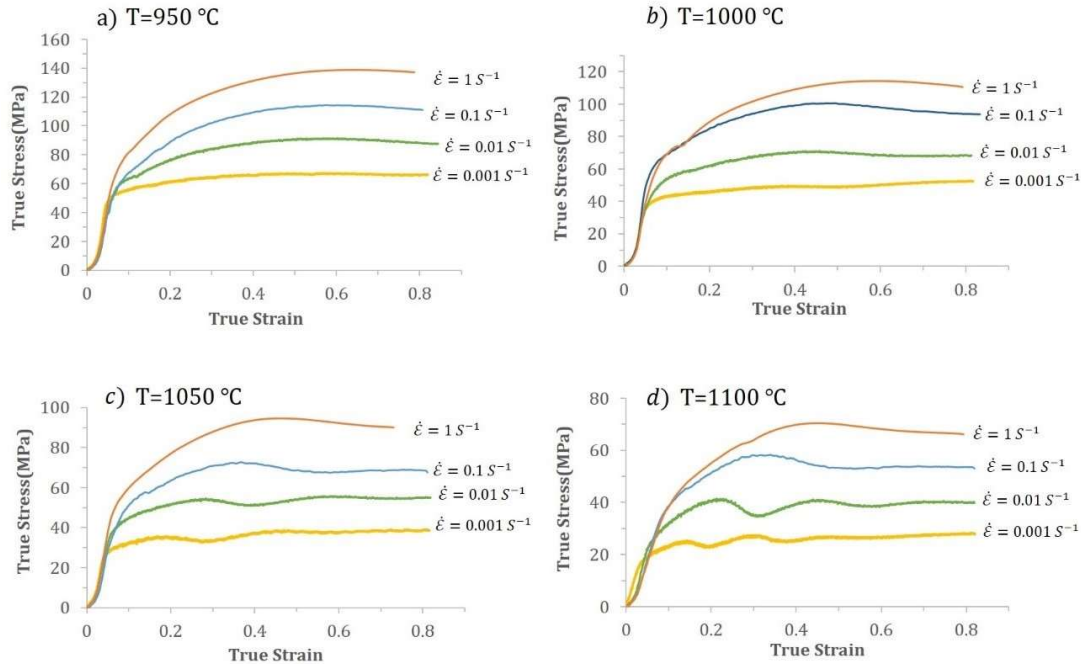 a) T=950 ℃
160
140
120
100
80
60
40
20
0
True Stress(MPa)
0
0.2
0.4
0.6
0.8
True Strain
ε̇ = 1 S⁻¹
ε̇ = 0.1 S⁻¹
ε̇ = 0.01 S⁻¹
ε̇ = 0.001 S⁻¹
b) T=1000 ℃
120
100
80
60
40
20
0
True Stress(MPa)
0
0.2
0.4
0.6
0.8
True Strain
ε̇ = 1 S⁻¹
ε̇ = 0.1 S⁻¹
ε̇ = 0.01 S⁻¹
ε̇ = 0.001 S⁻¹
c) T=1050 ℃
100
80
60
40
20
0
True Stress(MPa)
0
0.2
0.4
0.6
0.8
True Strain
ε̇ = 1 S⁻¹
ε̇ = 0.1 S⁻¹
ε̇ = 0.01 S⁻¹
ε̇ = 0.001 S⁻¹
d) T=1100 ℃
80
60
40
20
0
True Stress(MPa)
0
0.2
0.4
0.6
0.8
True Strain
ε̇ = 1 S⁻¹
ε̇ = 0.1 S⁻¹
ε̇ = 0.01 S⁻¹
ε̇ = 0.001 S⁻¹